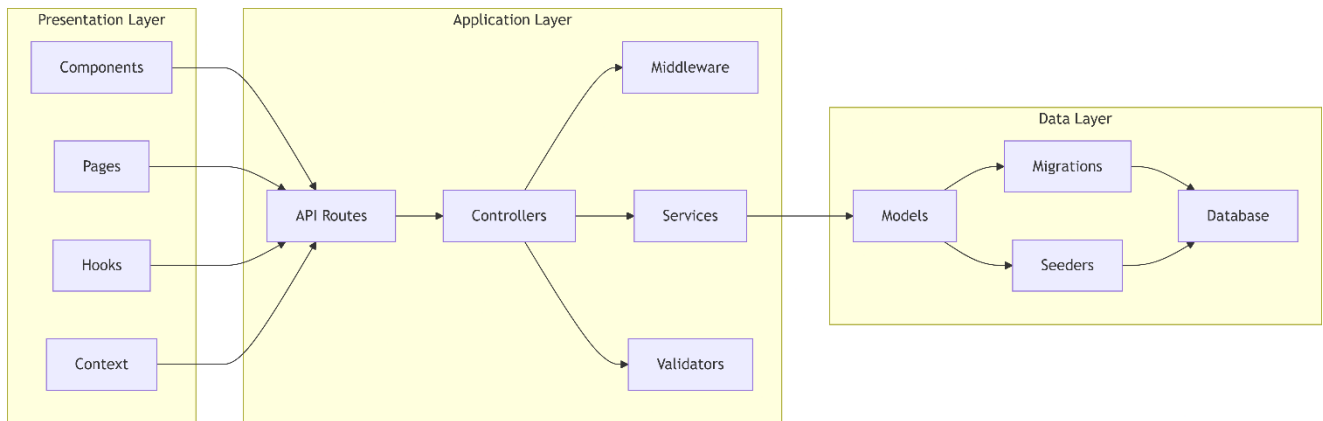 Presentation Layer
Components
Pages
Hooks
Context
Application Layer
API Routes
Controllers
Middleware
Services
Validators
Data Layer
Models
Migrations
Seeders
Database